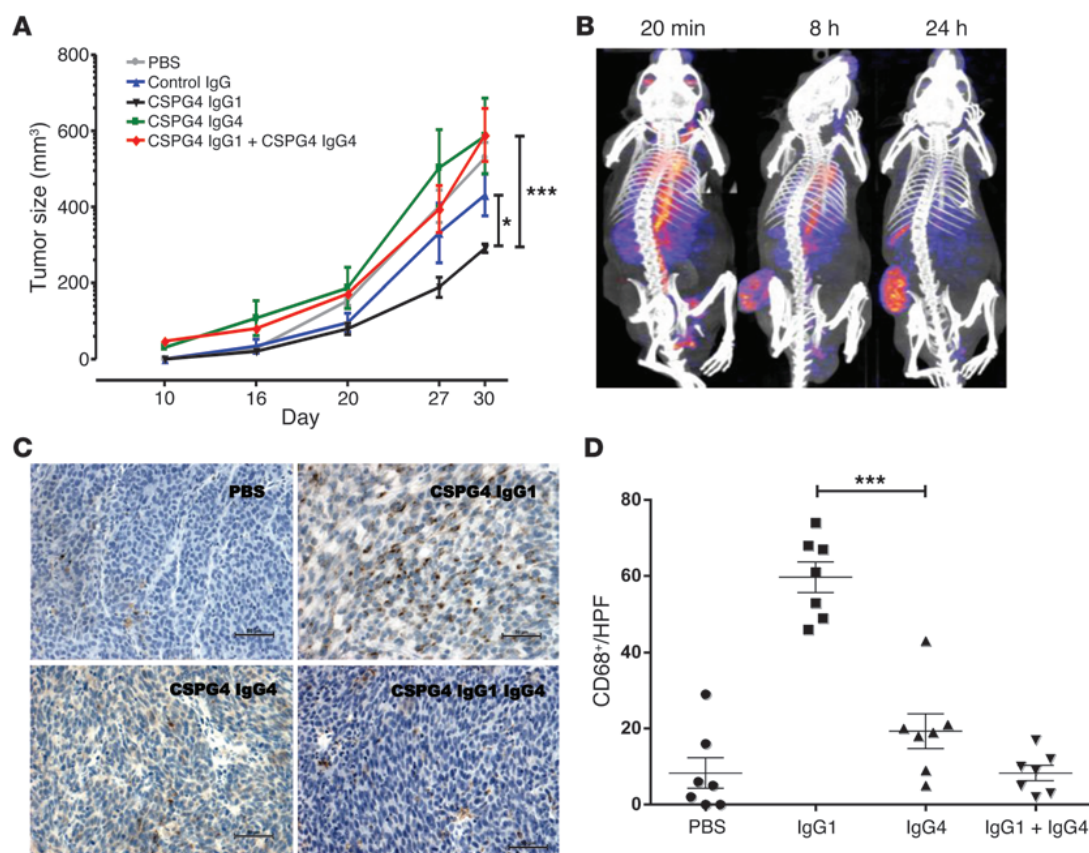 A
Tumor size (mm³)
800
600
400
200
0
PBS
Control IgG
CSPG4 IgG1
CSPG4 IgG4
CSPG4 IgG1 + CSPG4 IgG4
***
*
10 16 20 27 30
Day
B
20 min 8 h 24 h
C
PBS
CSPG4 IgG1
CSPG4 IgG4
CSPG4 IgG1 IgG4
D
CD68⁺/HPF
80
60
40
20
0
***
PBS IgG1 IgG4 IgG1 + IgG4